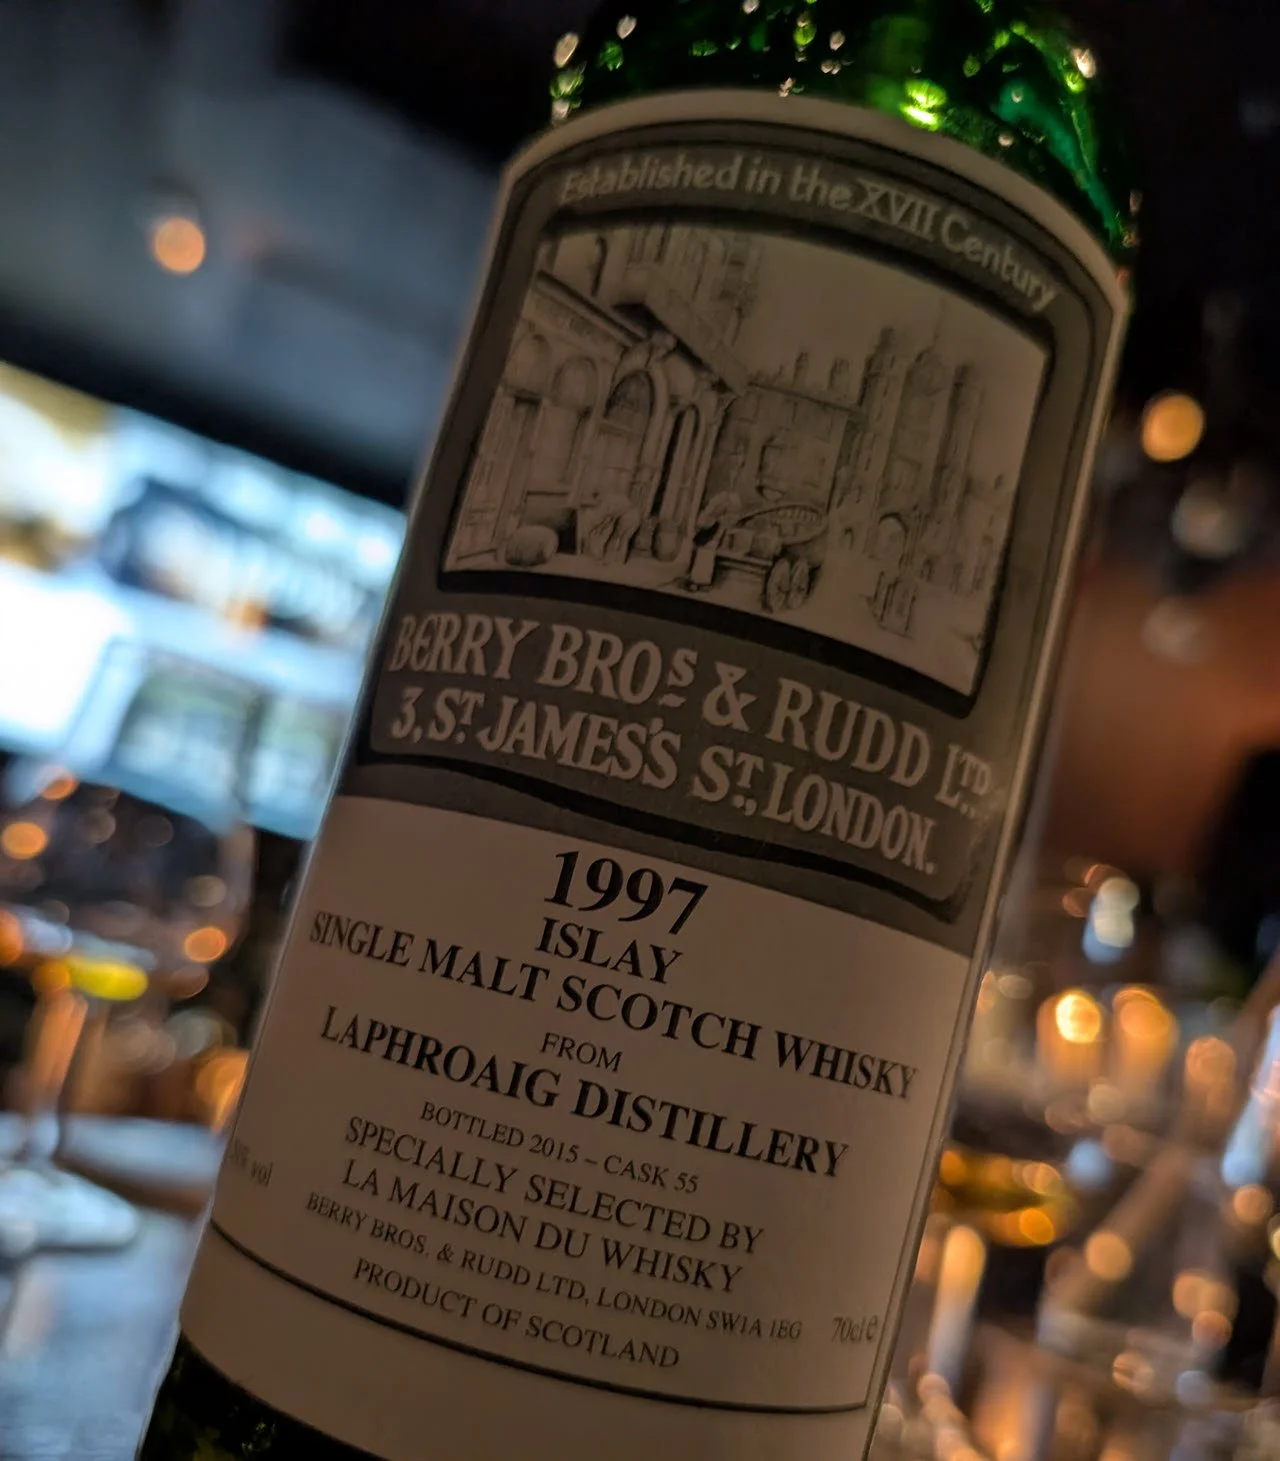 Established in the XVII Century
BERRY BROS & RUDD LTD.
3, ST. JAMES'S ST., LONDON.
1997
ISLAY
SINGLE MALT SCOTCH WHISKY
FROM
LAPHROAIG DISTILLERY
BOTTLED 2015 – CASK 55
SPECIALLY SELECTED BY
LA MAISON DU WHISKY
vol
BERRY BROS. & RUDD LTD, LONDON SW1A 1EG
70cl e
PRODUCT OF SCOTLAND